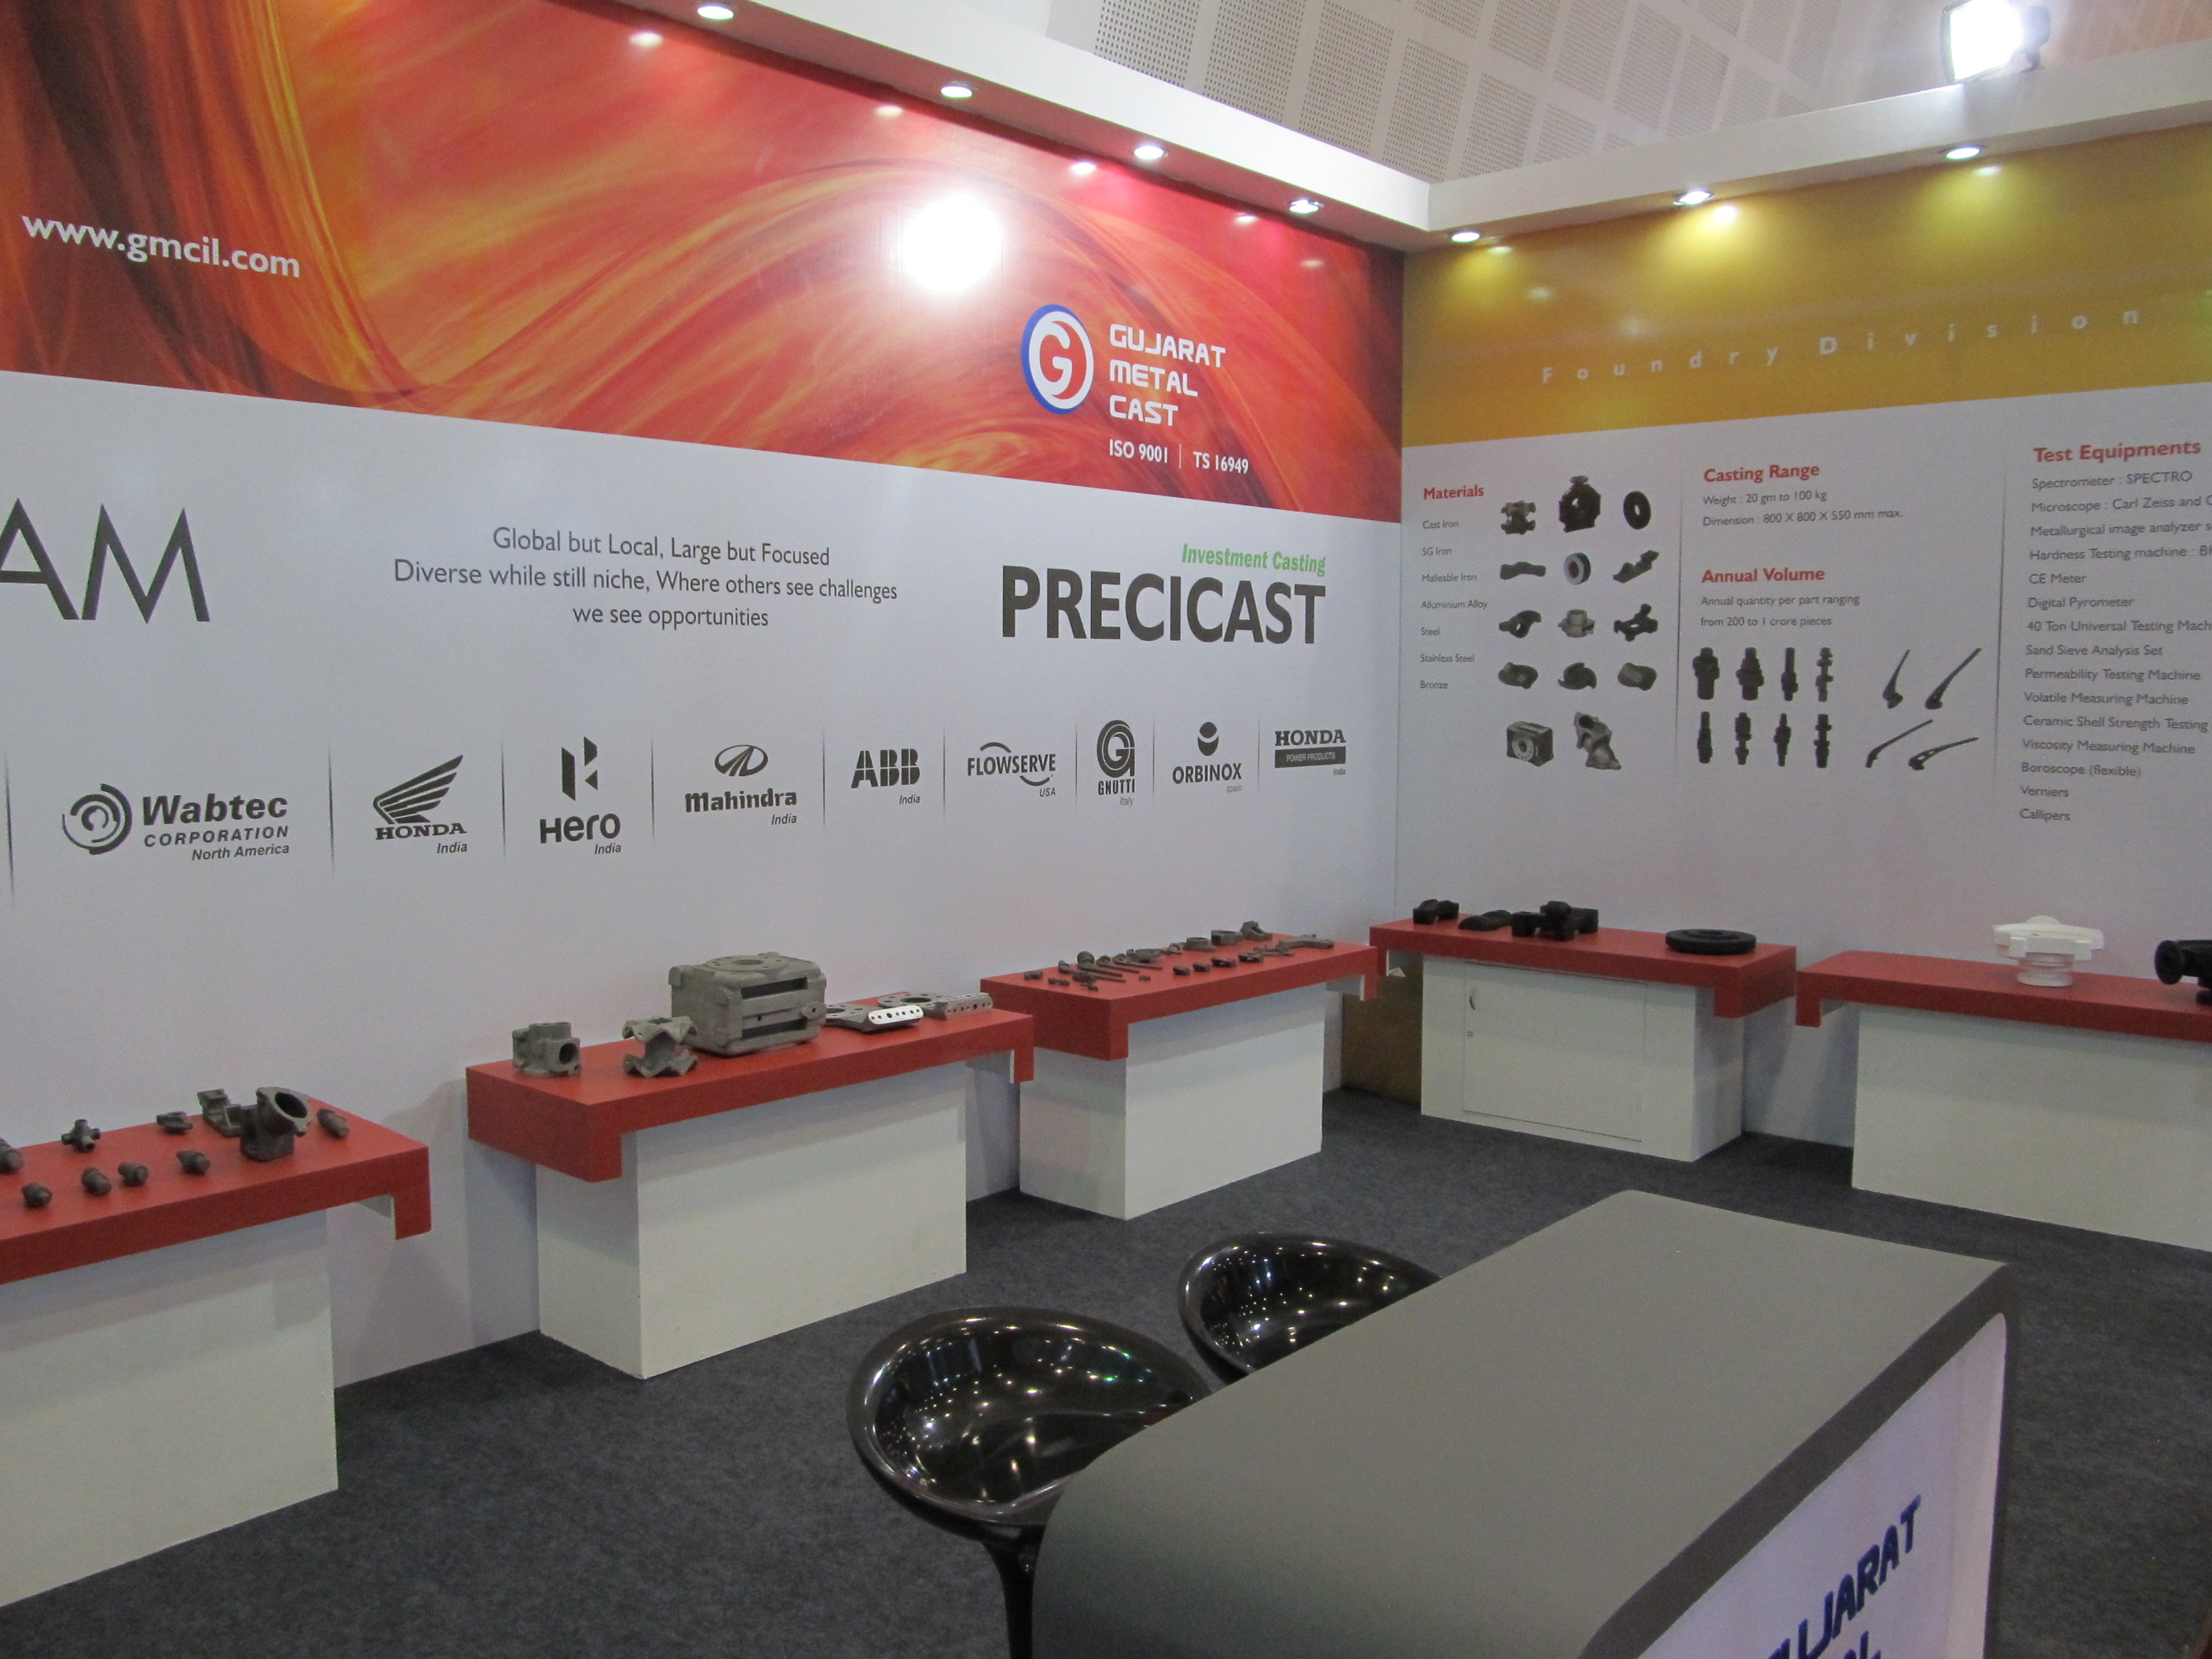 www.gmcil.com
GUJARAT
METAL
CAST
ISO 9001 | TS 16949
AM
Global but Local, Large but Focused
Diverse while still niche, Where others see challenges
we see opportunities
Investment Casting
PRECICAST
Wabtec
CORPORATION
North America
HONDA
India
Hero
India
Mahindra
India
ABB
India
FLOWSERVE
USA
GNUTTI
Italy
ORBINOX
spain
HONDA
POWER PRODUCTS
India
Foundry Division
Materials
Cast Iron
SG Iron
Malleable Iron
Alluminium Alloy
Steel
Stainless Steel
Bronze
Casting Range
Weight : 20 gm to 100 kg
Dimension : 800 X 800 X 550 mm max.
Annual Volume
Annual quantity per part ranging
from 200 to 1 crore pieces
Test Equipments
Spectrometer : SPECTRO
Microscope : Carl Zeiss and
Metallurgical image analyzer
Hardness Testing machine :
CE Meter
Digital Pyrometer
40 Ton Universal Testing Mach
Sand Sieve Analysis Set
Permeability Testing Machine
Volatile Measuring Machine
Ceramic Shell Strength Testing
Viscosity Measuring Machine
Boroscope (flexible)
Verniers
Callipers
GUJARAT